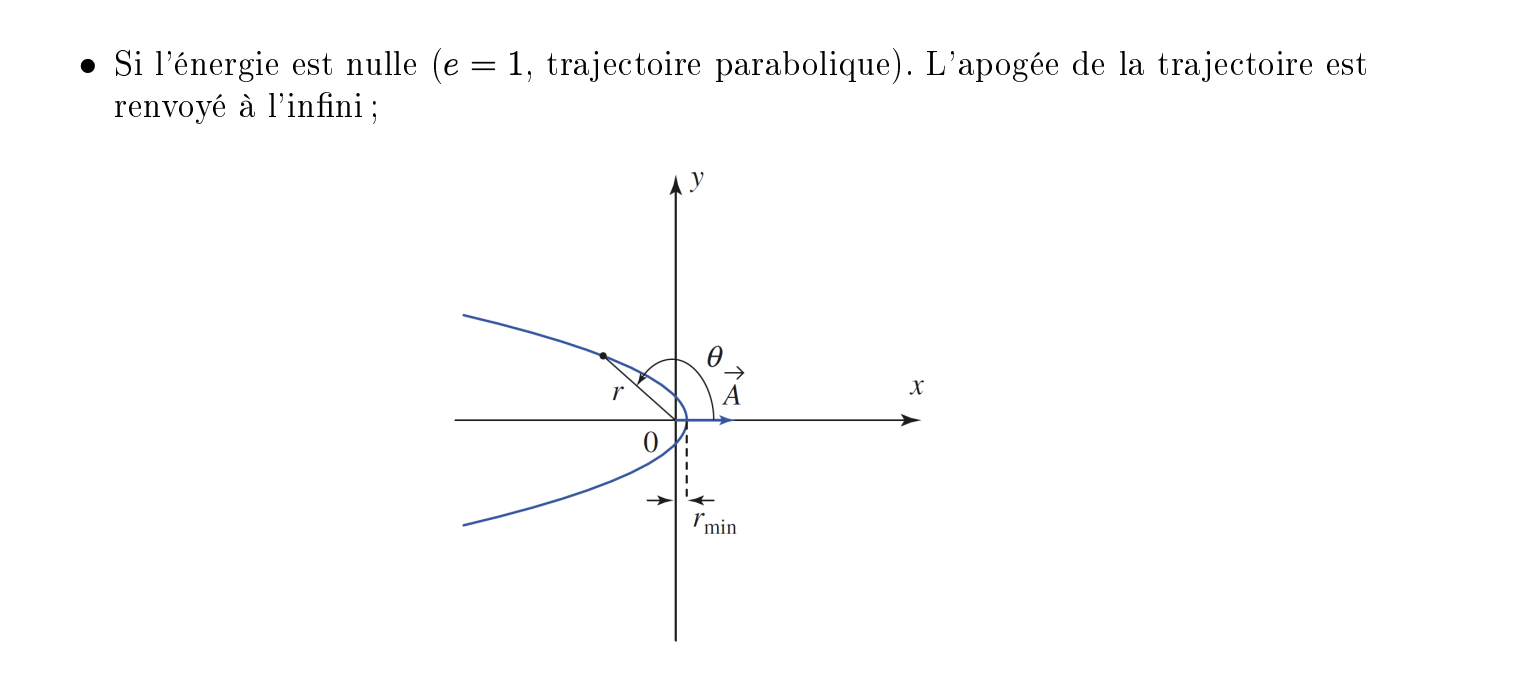 • Si l'énergie est nulle (e = 1, trajectoire parabolique). L'apogée de la trajectoire est
renvoyé à l'infini ;
y
θ
A⃗
x
r
0
r_min